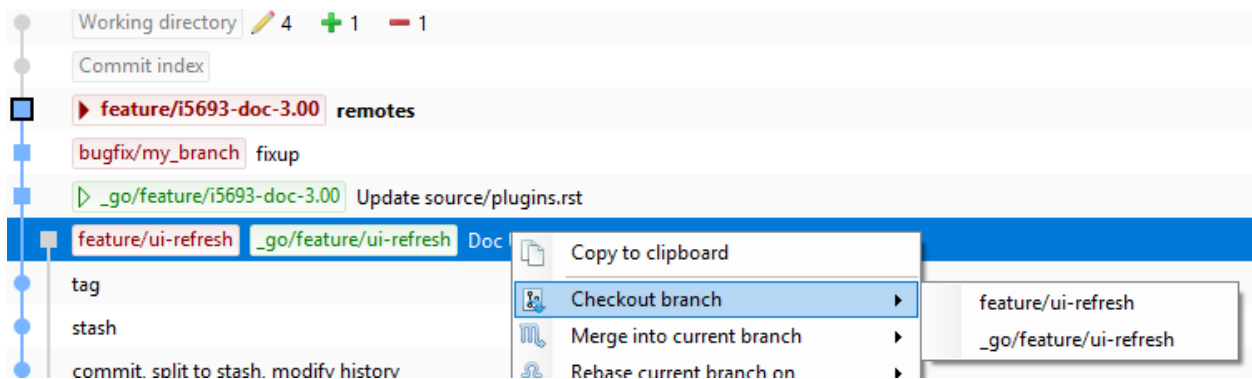 Working directory 4 1 1
Commit index
feature/i5693-doc-3.00 remotes
bugfix/my_branch fixup
_go/feature/i5693-doc-3.00 Update source/plugins.rst
feature/ui-refresh _go/feature/ui-refresh Doc
Copy to clipboard
tag
Checkout branch
feature/ui-refresh
stash
Merge into current branch
_go/feature/ui-refresh
commit, split to stash, modify history
Rebase current branch on